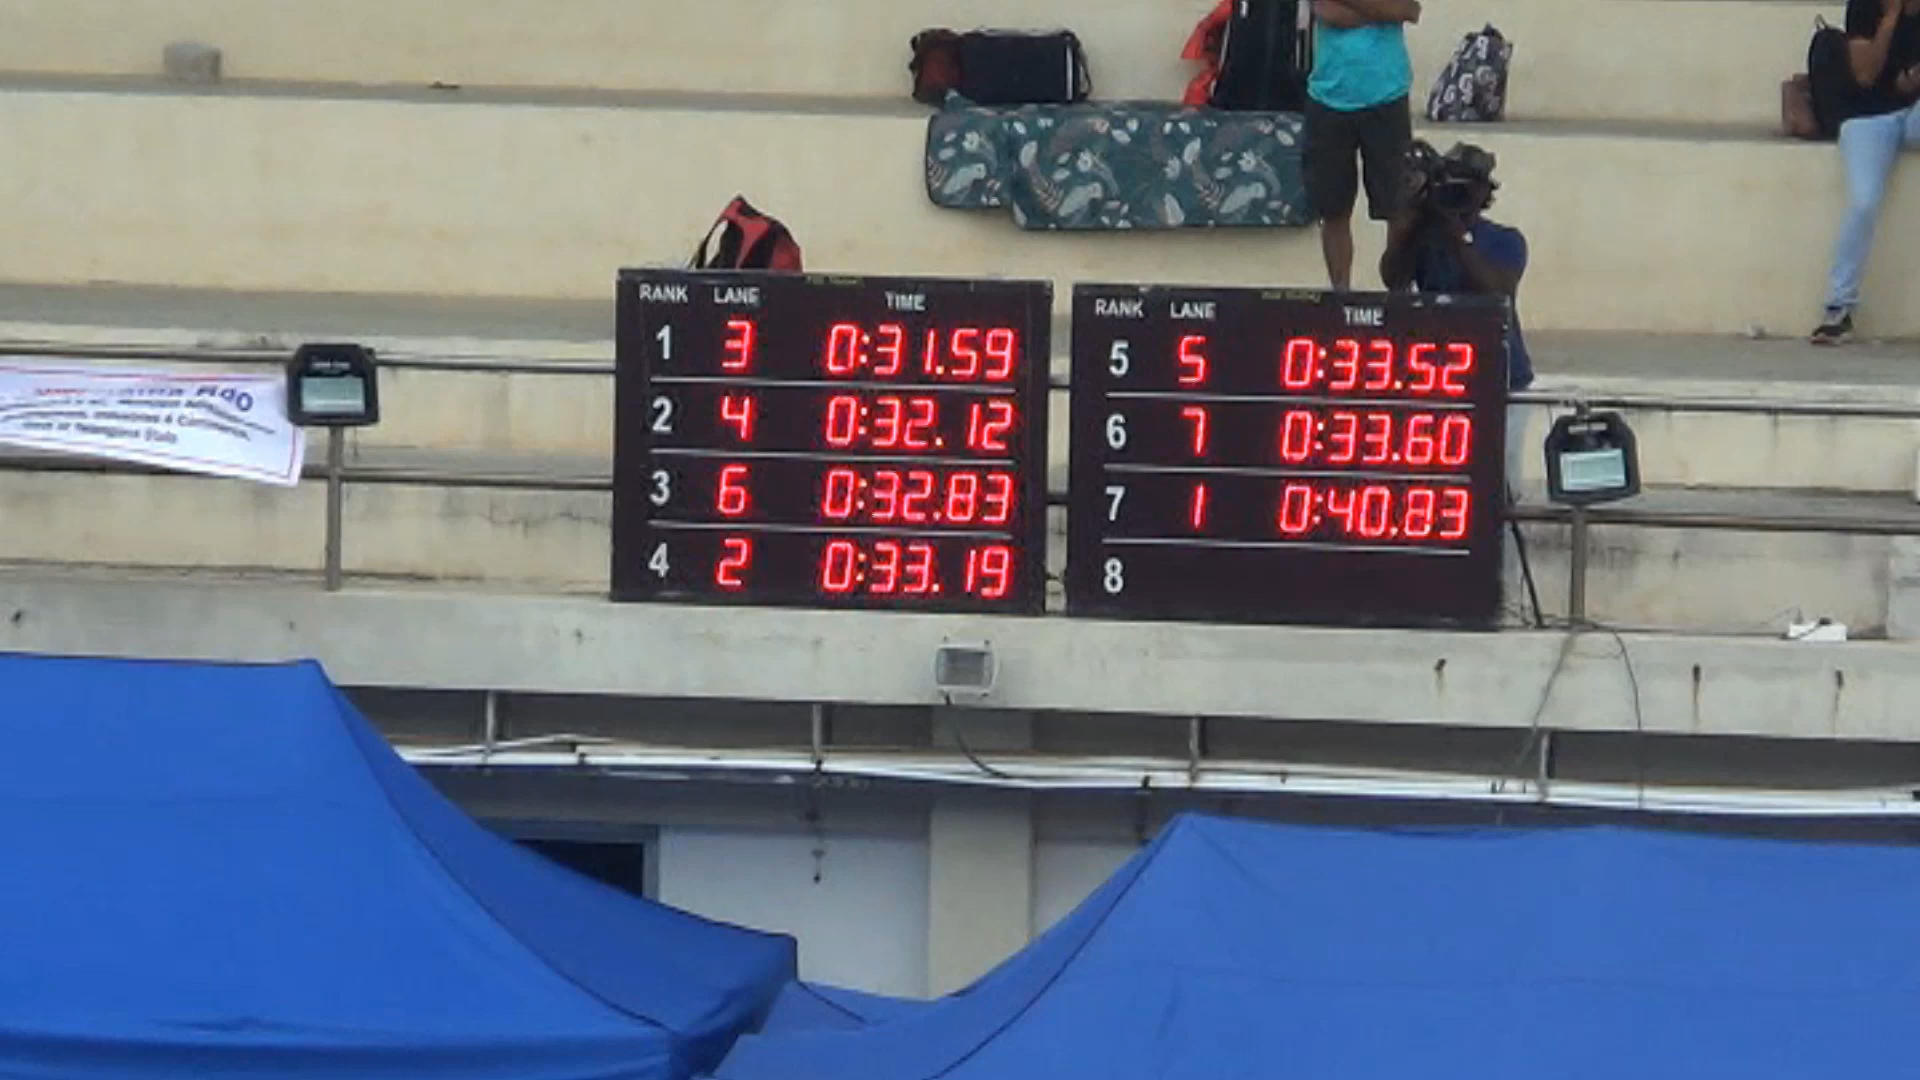 RANK LANE TIME
1 3 0:31.59
2 4 0:32.12
3 6 0:32.83
4 2 0:33.19
RANK LANE TIME
5 5 0:33.52
6 7 0:33.60
7 1 0:40.83
8